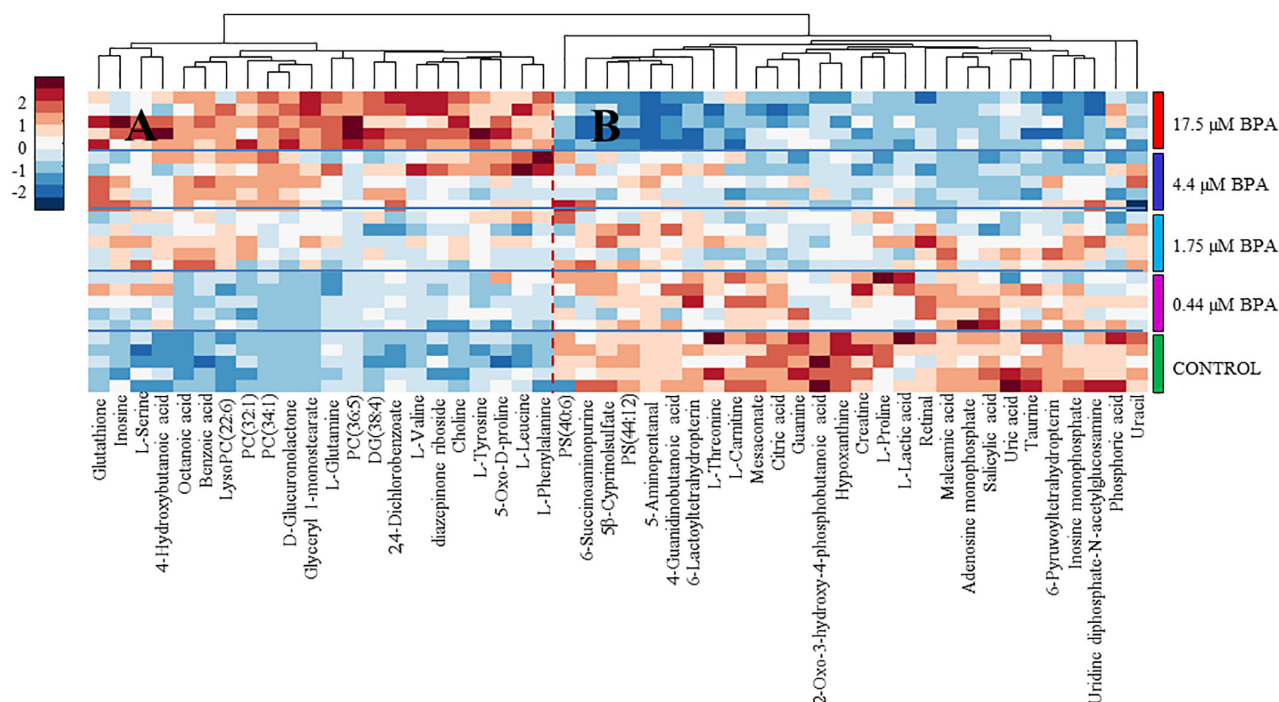 A
B
2
1
0
-1
-2
17.5 µM BPA
4.4 µM BPA
1.75 µM BPA
0.44 µM BPA
CONTROL
Glutathione
Inosine
L-Serine
4-Hydroxybutanoic acid
Octanoic acid
Benzoic acid
LysoPC(22:6)
PC(32:1)
PC(34:1)
D-Glucuronolactone
Glyceryl 1-monostearate
L-Glutamine
PC(36:5)
DG(38:4)
2,4-Dichlorobenzoate
L-Valine
diazepinone riboside
Choline
L-Tyrosine
5-Oxo-D-proline
L-Leucine
L-Phenylalanine
PS(40:6)
6-Succinoaminopurine
5β-Cyprinolsulfate
PS(44:12)
5-Aminopentanal
4-Guanidinobutanoic acid
6-Lactoyltetrahydropterin
L-Threonine
L-Carnitine
Mesaconate
Citric acid
Guanine
2-Oxo-3-hydroxy-4-phosphobutanoic acid
Hypoxanthine
Creatine
L-Proline
L-Lactic acid
Retinal
Maleamic acid
Adenosine monophosphate
Salicylic acid
Uric acid
Taurine
6-Pyruvoyltetrahydropterin
Inosine monophosphate
Uridine diphosphate-N-acetylglucosamine
Phosphoric acid
Uracil